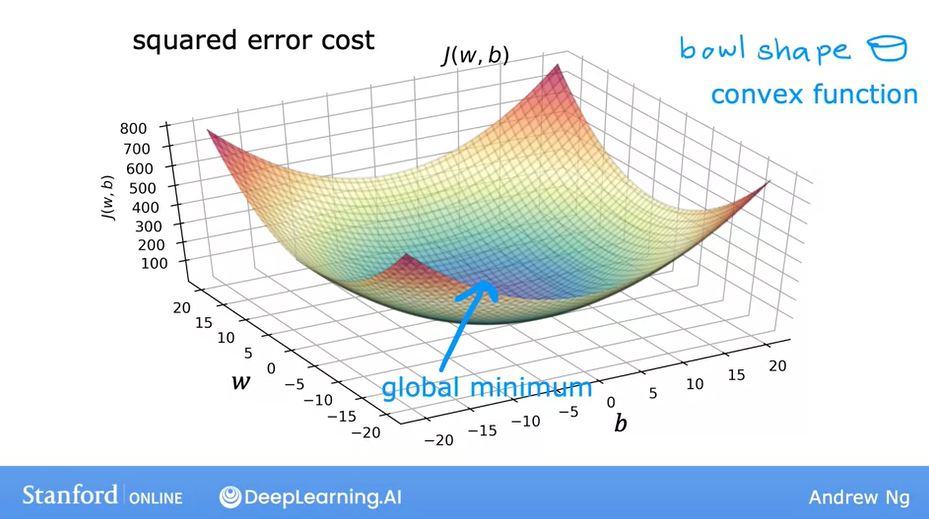 squared error cost
J(w, b)
bowl shape
convex function
800
700
600
500
400
300
200
100
J(w, b)
20
15
10
5
0
−5
−10
−15
−20
w
global minimum
−20
−15
−10
−5
0
5
10
15
20
b
Stanford | ONLINE
DeepLearning.AI
Andrew Ng